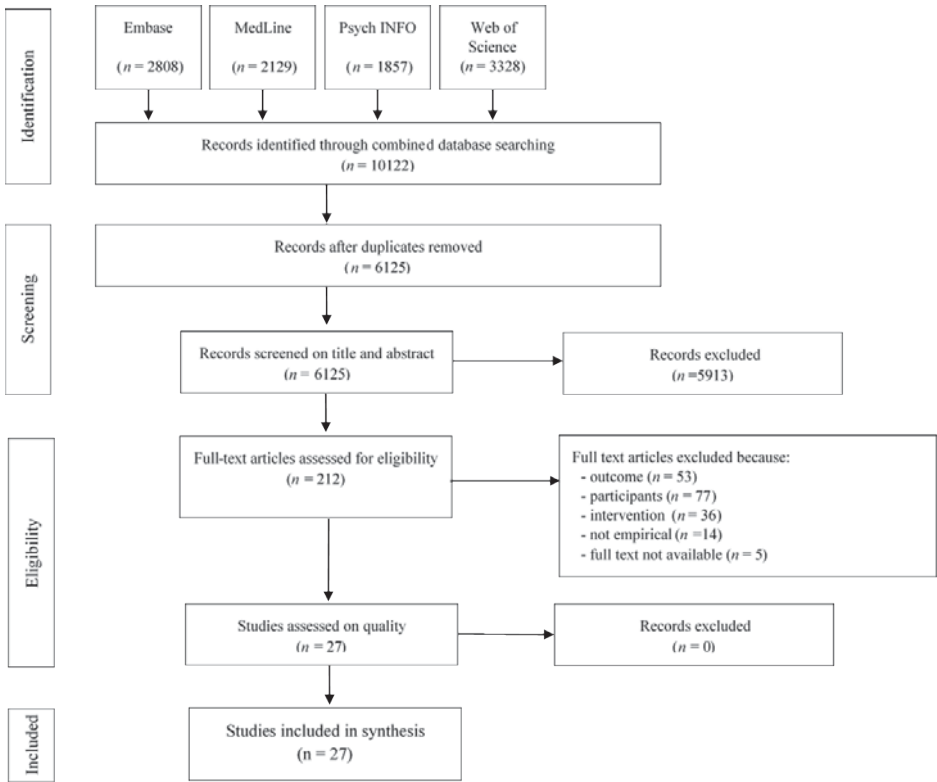 Identification
Embase
(n = 2808)
MedLine
(n = 2129)
Psych INFO
(n = 1857)
Web of
Science
(n = 3328)
Records identified through combined database searching
(n = 10122)
Screening
Records after duplicates removed
(n = 6125)
Records screened on title and abstract
(n = 6125)
Records excluded
(n =5913)
Eligibility
Full-text articles assessed for eligibility
(n = 212)
Full text articles excluded because:
- outcome (n = 53)
- participants (n = 77)
- intervention (n = 36)
- not empirical (n =14)
- full text not available (n = 5)
Studies assessed on quality
(n = 27)
Records excluded
(n = 0)
Included
Studies included in synthesis
(n = 27)